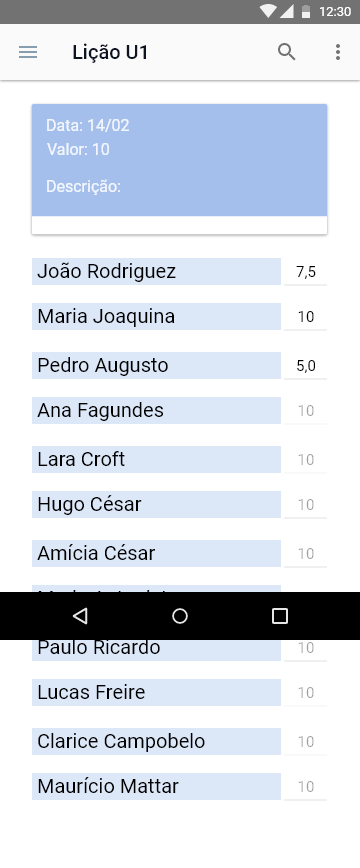 12:30
Lição U1
Data: 14/02
Valor: 10
Descrição:
João Rodriguez 7,5
Maria Joaquina 10
Pedro Augusto 5,0
Ana Fagundes 10
Lara Croft 10
Hugo César 10
Amícia César 10
Paulo Ricardo 10
Lucas Freire 10
Clarice Campobelo 10
Maurício Mattar 10